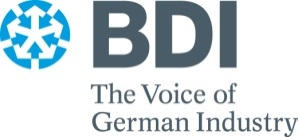 BDI
The Voice of
German Industry